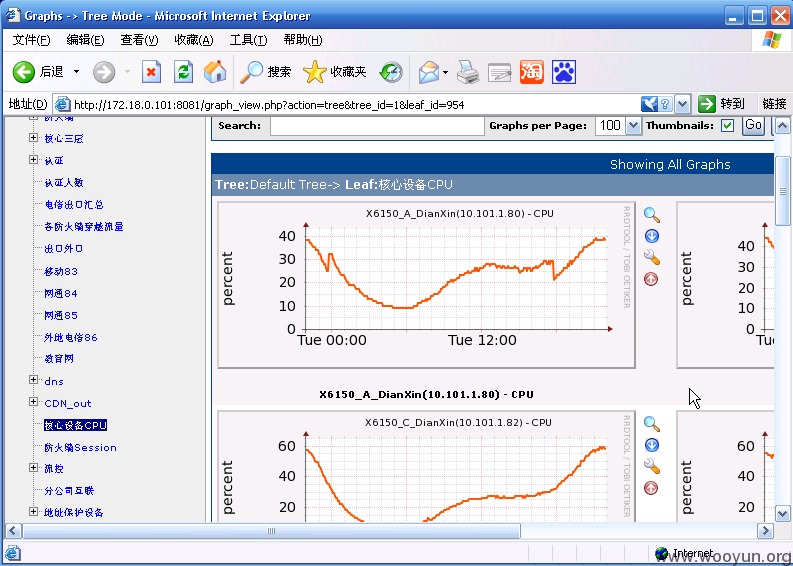 Graphs -> Tree Mode - Microsoft Internet Explorer
文件(F) 编辑(E) 查看(V) 收藏(A) 工具(T) 帮助(H)
后退 搜索 收藏夹 淘
地址(D) http://172.18.0.101:8081/graph_view.php?action=tree&tree_id=1&leaf_id=954 转到 链接
防火墙
核心三层
认证
认证人数
电信出口汇总
各防火墙穿越流量
出口外口
移动83
网通84
网通85
外地电信86
教育网
dns
CDN_out
核心设备CPU
防火墙Session
流控
分公司互联
地址保护设备
Search: Graphs per Page: 100 Thumbnails: Go
Showing All Graphs
Tree:Default Tree-> Leaf:核心设备CPU
X6150_A_DianXin(10.101.1.80) - CPU
RRDTOOL / TOBI OETIKER
percent
40
30
20
10
0
Tue 00:00 Tue 12:00
percent
40
30
20
10
0
X6150_A_DianXin(10.101.1.80) - CPU
X6150_C_DianXin(10.101.1.82) - CPU
RRDTOOL / TOBI OETIKER
percent
60
40
20
percent
60
40
20
Internet
www.wooyun.org